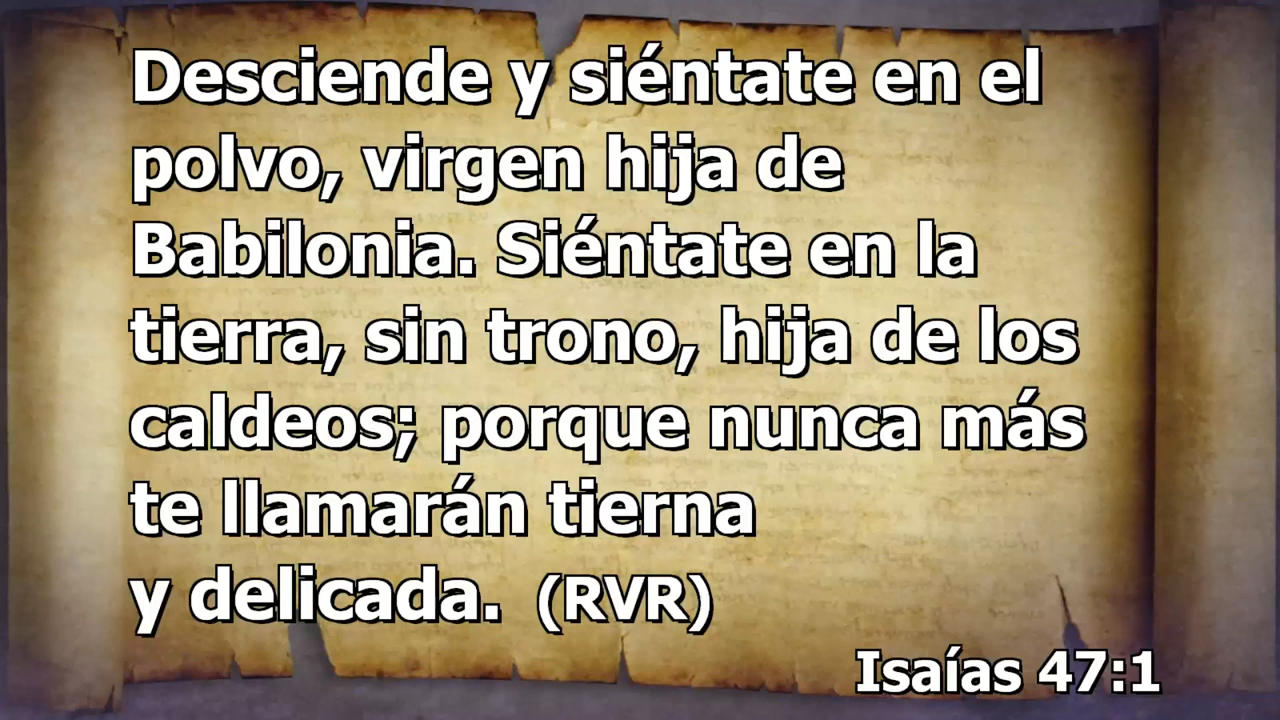 Desciende y siéntate en el
polvo, virgen hija de
Babilonia. Siéntate en la
tierra, sin trono, hija de los
caldeos; porque nunca más
te llamarán tierna
y delicada. (RVR)
Isaías 47:1